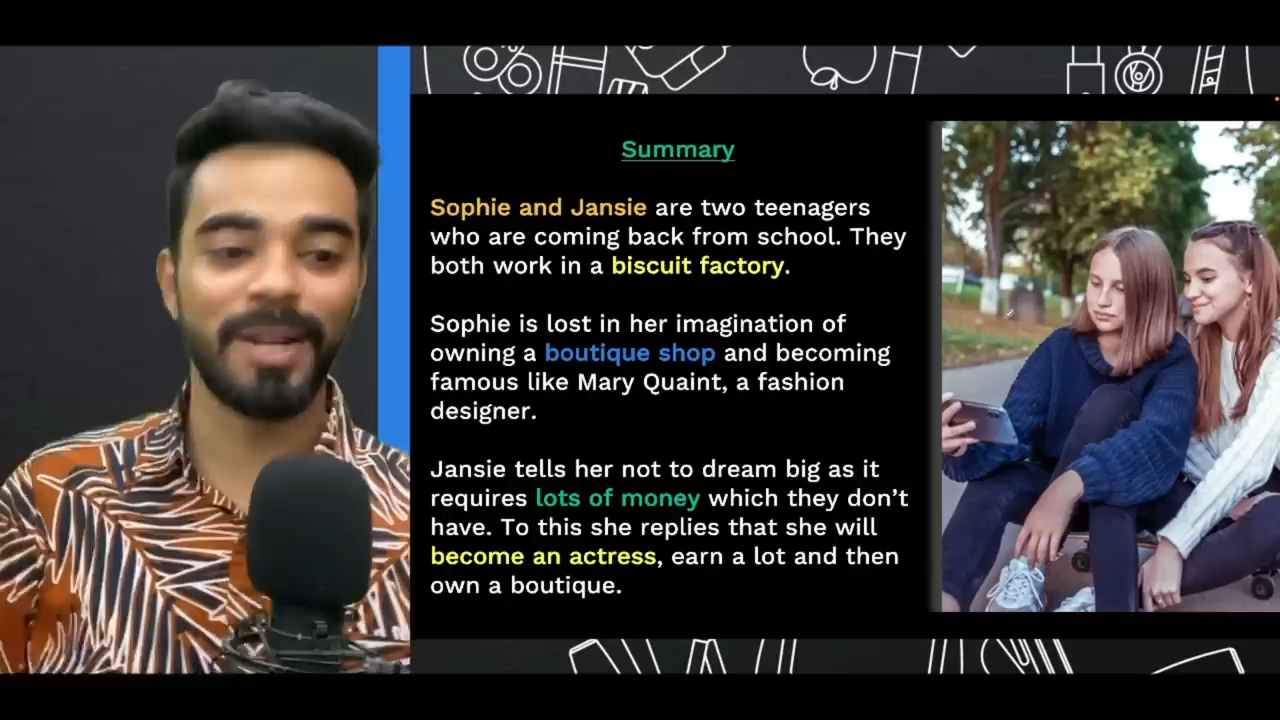 Summary
Sophie and Jansie are two teenagers
who are coming back from school. They
both work in a biscuit factory.
Sophie is lost in her imagination of
owning a boutique shop and becoming
famous like Mary Quaint, a fashion
designer.
Jansie tells her not to dream big as it
requires lots of money which they don’t
have. To this she replies that she will
become an actress, earn a lot and then
own a boutique.